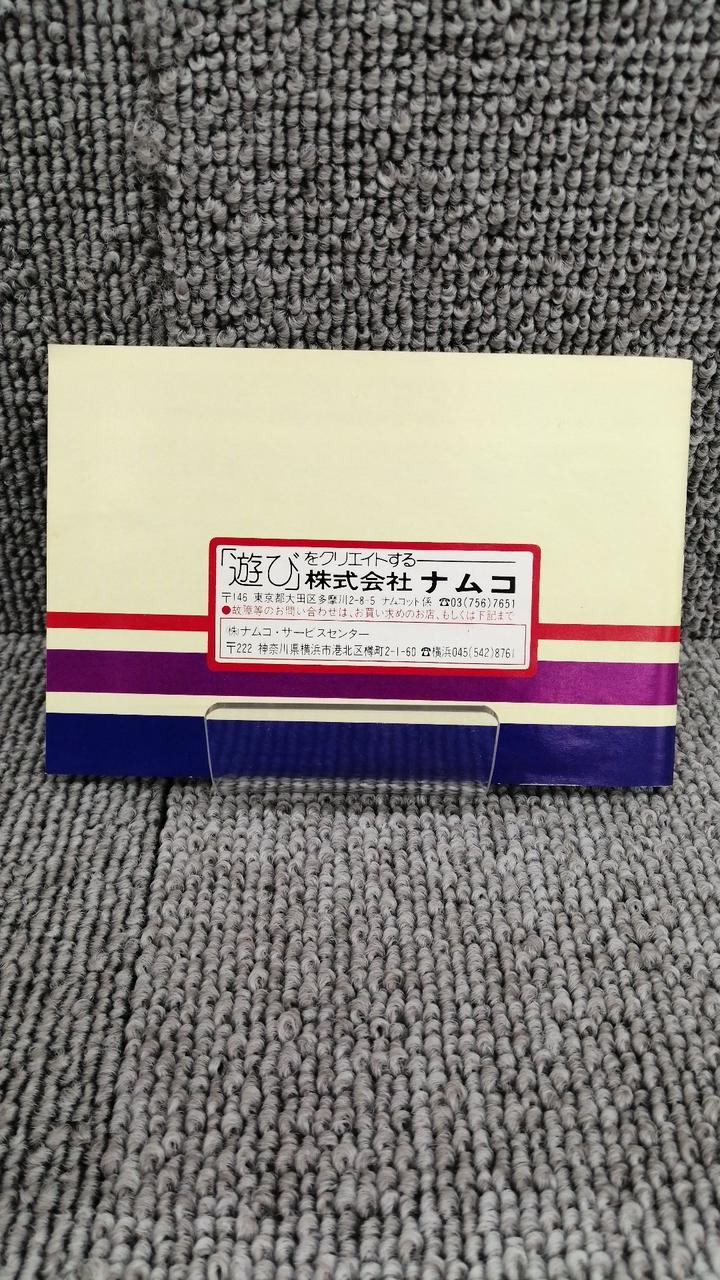 「遊び」をクリエイトする
株式会社 ナムコ
〒146 東京都大田区多摩川2-8-5 ナムコット係 ☎03(756)7651
●故障等のお問い合わせは、お買い求めのお店、もしくは下記まで
㈱ナムコ・サービスセンター
〒222 神奈川県横浜市港北区樽町2-1-60 ☎横浜045(542)8761